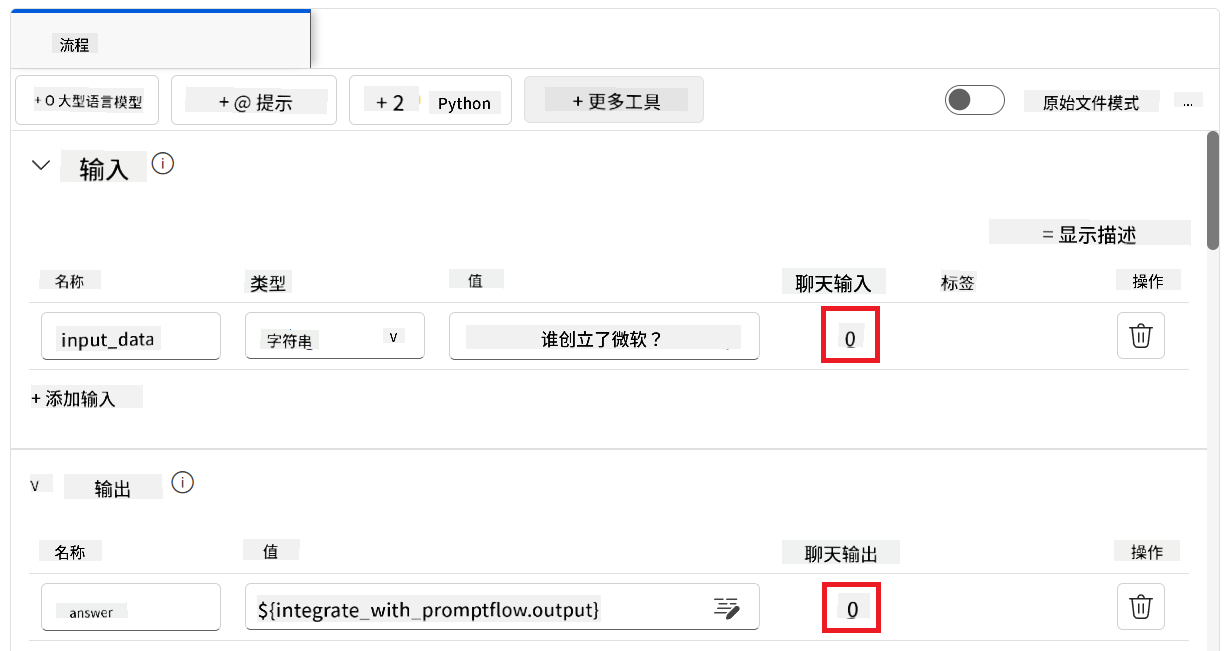 流程
+ O 大型语言模型
+ @ 提示
+ 2 Python
+ 更多工具
原始文件模式
...
输入
= 显示描述
名称 类型 值 聊天输入 标签 操作
input_data 字符串 v 谁创立了微软？ 0
+ 添加输入
v 输出
名称 值 聊天输出 操作
answer ${integrate_with_promptflow.output} 0